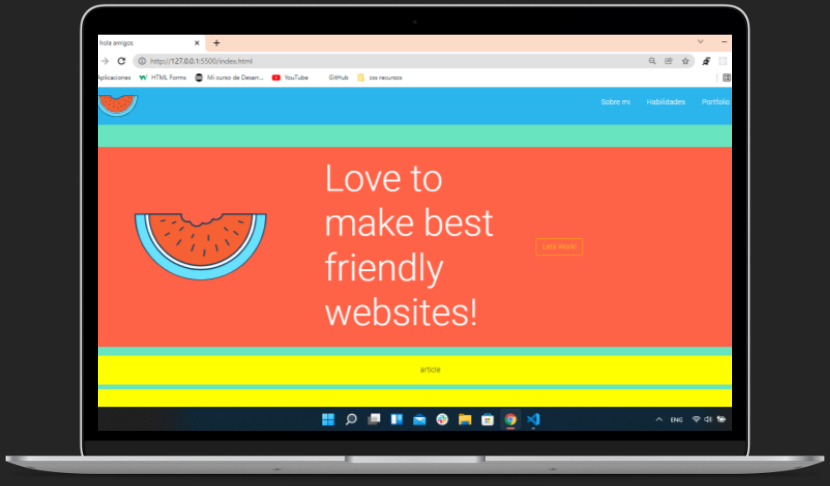 hola amigos
http://127.0.0.1:5500/index.html
Aplicaciones HTML Forms Mi curso de Desarr... YouTube GitHub css recursos
Sobre mi Habilidades Portfolio
Love to
make best
friendly
websites!
Lets Work!
article
ENG